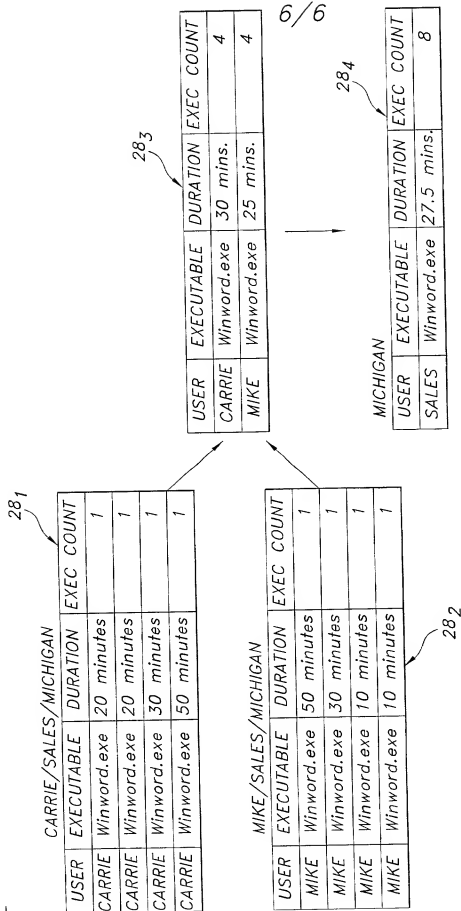 6/6
CARRIE/SALES/MICHIGAN
28₁
USER EXECUTABLE DURATION EXEC COUNT
CARRIE Winword.exe 20 minutes 1
CARRIE Winword.exe 20 minutes 1
CARRIE Winword.exe 30 minutes 1
CARRIE Winword.exe 50 minutes 1
MIKE/SALES/MICHIGAN
USER EXECUTABLE DURATION EXEC COUNT
MIKE Winword.exe 50 minutes 1
MIKE Winword.exe 30 minutes 1
MIKE Winword.exe 10 minutes 1
MIKE Winword.exe 10 minutes 1
28₂
28₃
USER EXECUTABLE DURATION EXEC COUNT
CARRIE Winword.exe 30 mins. 4
MIKE Winword.exe 25 mins. 4
MICHIGAN
28₄
USER EXECUTABLE DURATION EXEC COUNT
SALES Winword.exe 27.5 mins. 8